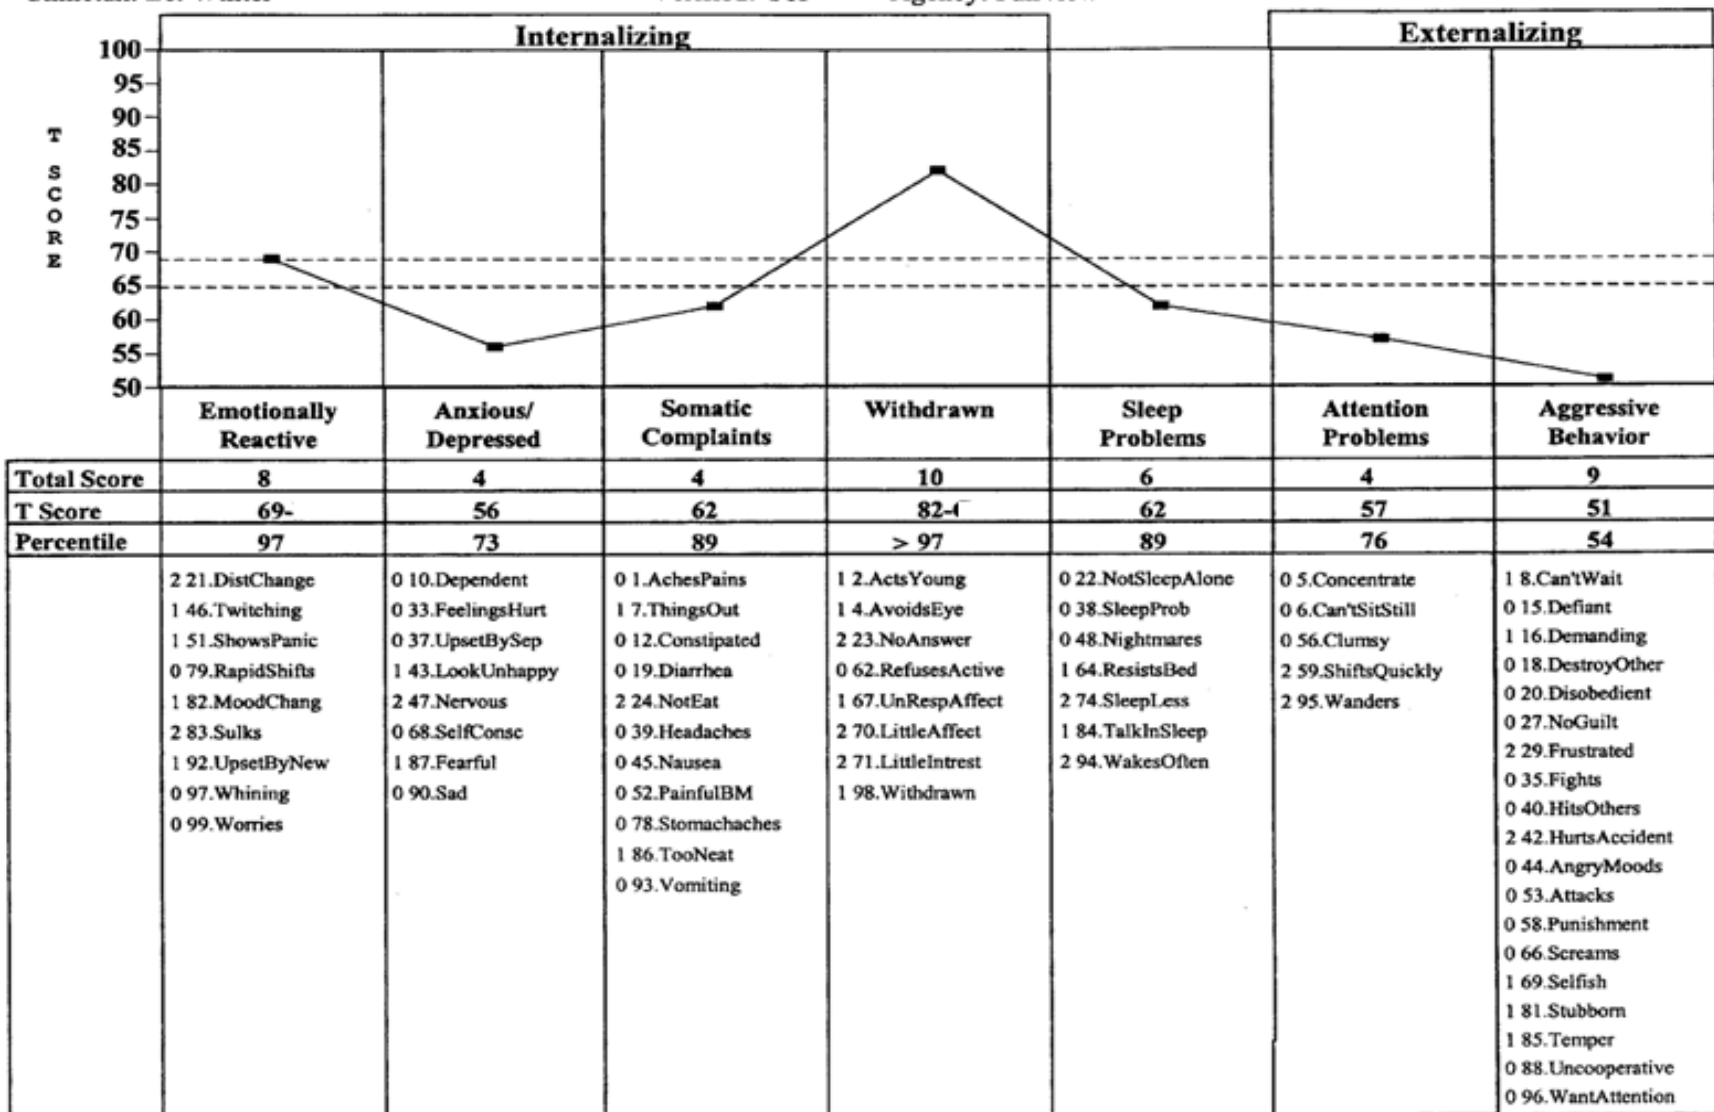 Internalizing
Externalizing
T SCORE
100
95
90
85
80
75
70
65
60
55
50
Emotionally Reactive
Anxious/ Depressed
Somatic Complaints
Withdrawn
Sleep Problems
Attention Problems
Aggressive Behavior
Total Score 8 4 4 10 6 4 9
T Score 69- 56 62 82- 62 57 51
Percentile 97 73 89 > 97 89 76 54
2 21.DistChange
1 46.Twitching
1 51.ShowsPanic
0 79.RapidShifts
1 82.MoodChang
2 83.Sulks
1 92.UpsetByNew
0 97.Whining
0 99.Worries
0 10.Dependent
0 33.FeelingsHurt
0 37.UpsetBySep
1 43.LookUnhappy
2 47.Nervous
0 68.SelfConsc
1 87.Fearful
0 90.Sad
0 1.AchesPains
1 7.ThingsOut
0 12.Constipated
0 19.Diarrhea
2 24.NotEat
0 39.Headaches
0 45.Nausea
0 52.PainfulBM
0 78.Stomachaches
1 86.TooNeat
0 93.Vomiting
1 2.ActsYoung
1 4.AvoidsEye
2 23.NoAnswer
0 62.RefusesActive
1 67.UnRespAffect
2 70.LittleAffect
2 71.LittleIntrest
1 98.Withdrawn
0 22.NotSleepAlone
0 38.SleepProb
0 48.Nightmares
1 64.ResistsBed
2 74.SleepLess
1 84.TalkInSleep
2 94.WakesOften
0 5.Concentrate
0 6.Can'tSitStill
0 56.Clumsy
2 59.ShiftsQuickly
2 95.Wanders
1 8.Can'tWait
0 15.Defiant
1 16.Demanding
0 18.DestroyOther
0 20.Disobedient
0 27.NoGuilt
2 29.Frustrated
0 35.Fights
0 40.HitsOthers
2 42.HurtsAccident
0 44.AngryMoods
0 53.Attacks
0 58.Punishment
0 66.Screams
1 69.Selfish
1 81.Stubborn
1 85.Temper
0 88.Uncooperative
0 96.WantAttention